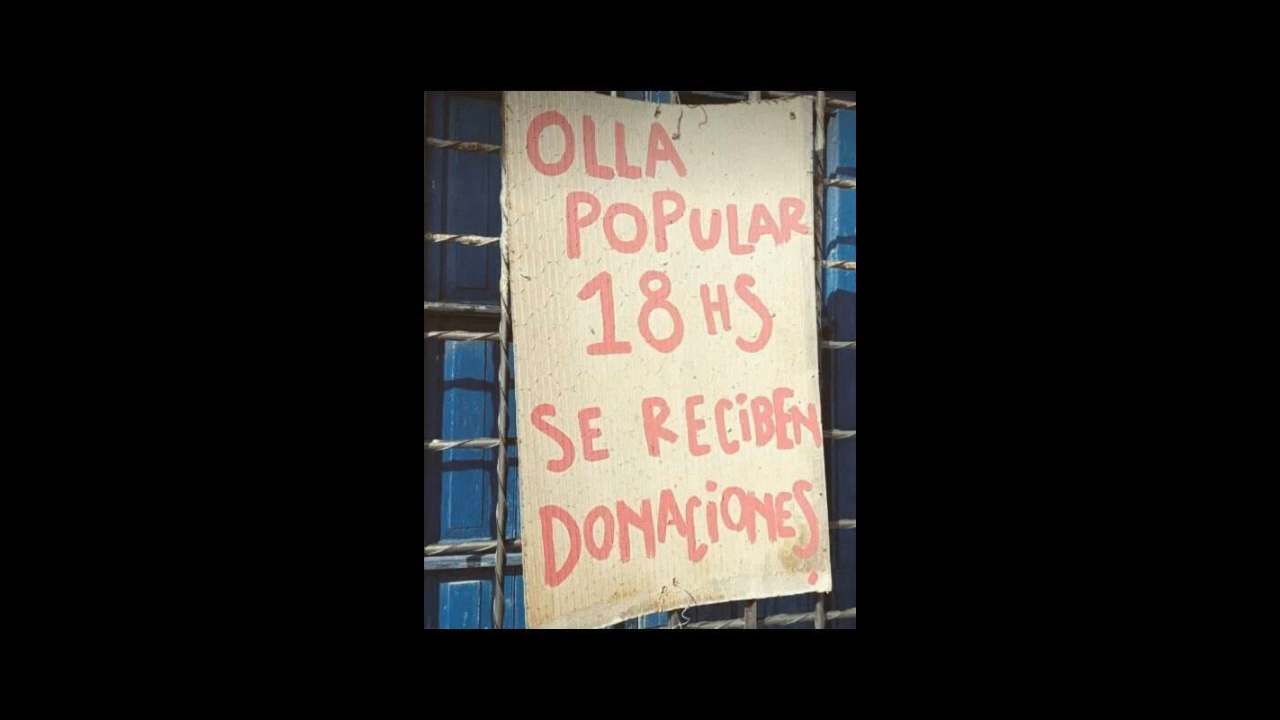 OLLA
POPULAR
18 HS
SE RECiBEN
DONACiONES.